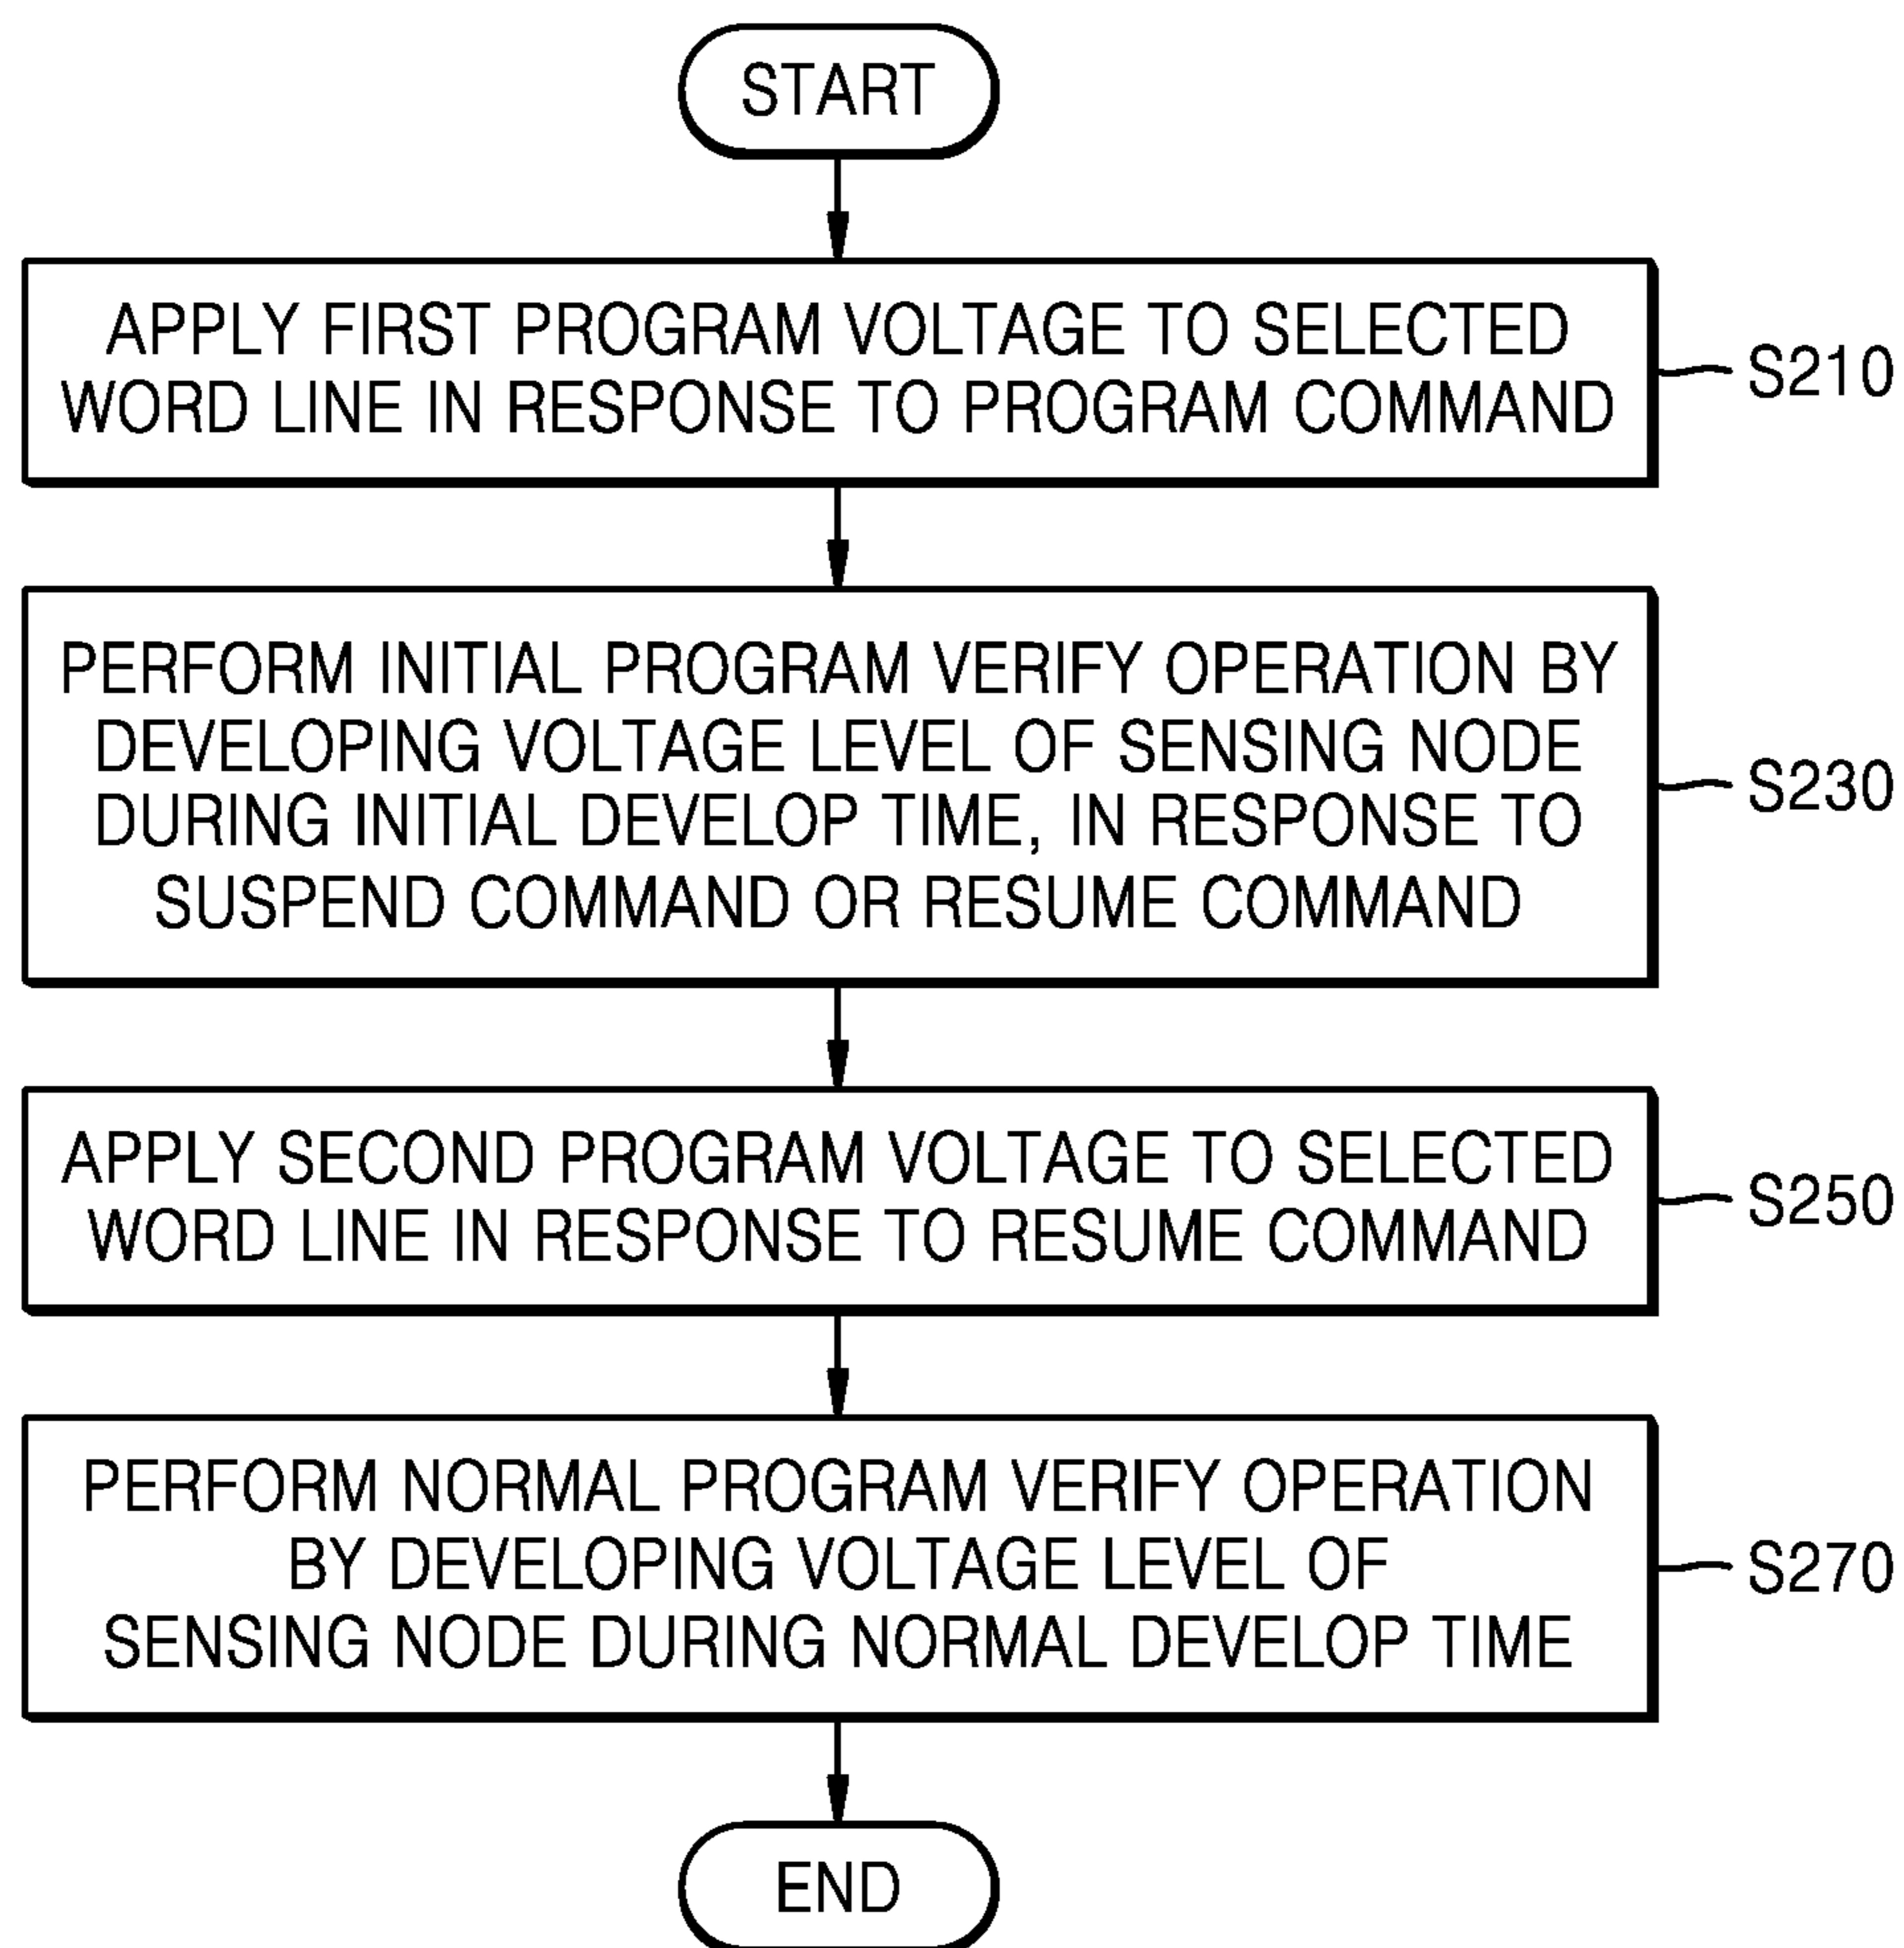 START
APPLY FIRST PROGRAM VOLTAGE TO SELECTED
WORD LINE IN RESPONSE TO PROGRAM COMMAND
S210
PERFORM INITIAL PROGRAM VERIFY OPERATION BY
DEVELOPING VOLTAGE LEVEL OF SENSING NODE
DURING INITIAL DEVELOP TIME, IN RESPONSE TO
SUSPEND COMMAND OR RESUME COMMAND
S230
APPLY SECOND PROGRAM VOLTAGE TO SELECTED
WORD LINE IN RESPONSE TO RESUME COMMAND
S250
PERFORM NORMAL PROGRAM VERIFY OPERATION
BY DEVELOPING VOLTAGE LEVEL OF
SENSING NODE DURING NORMAL DEVELOP TIME
S270
END